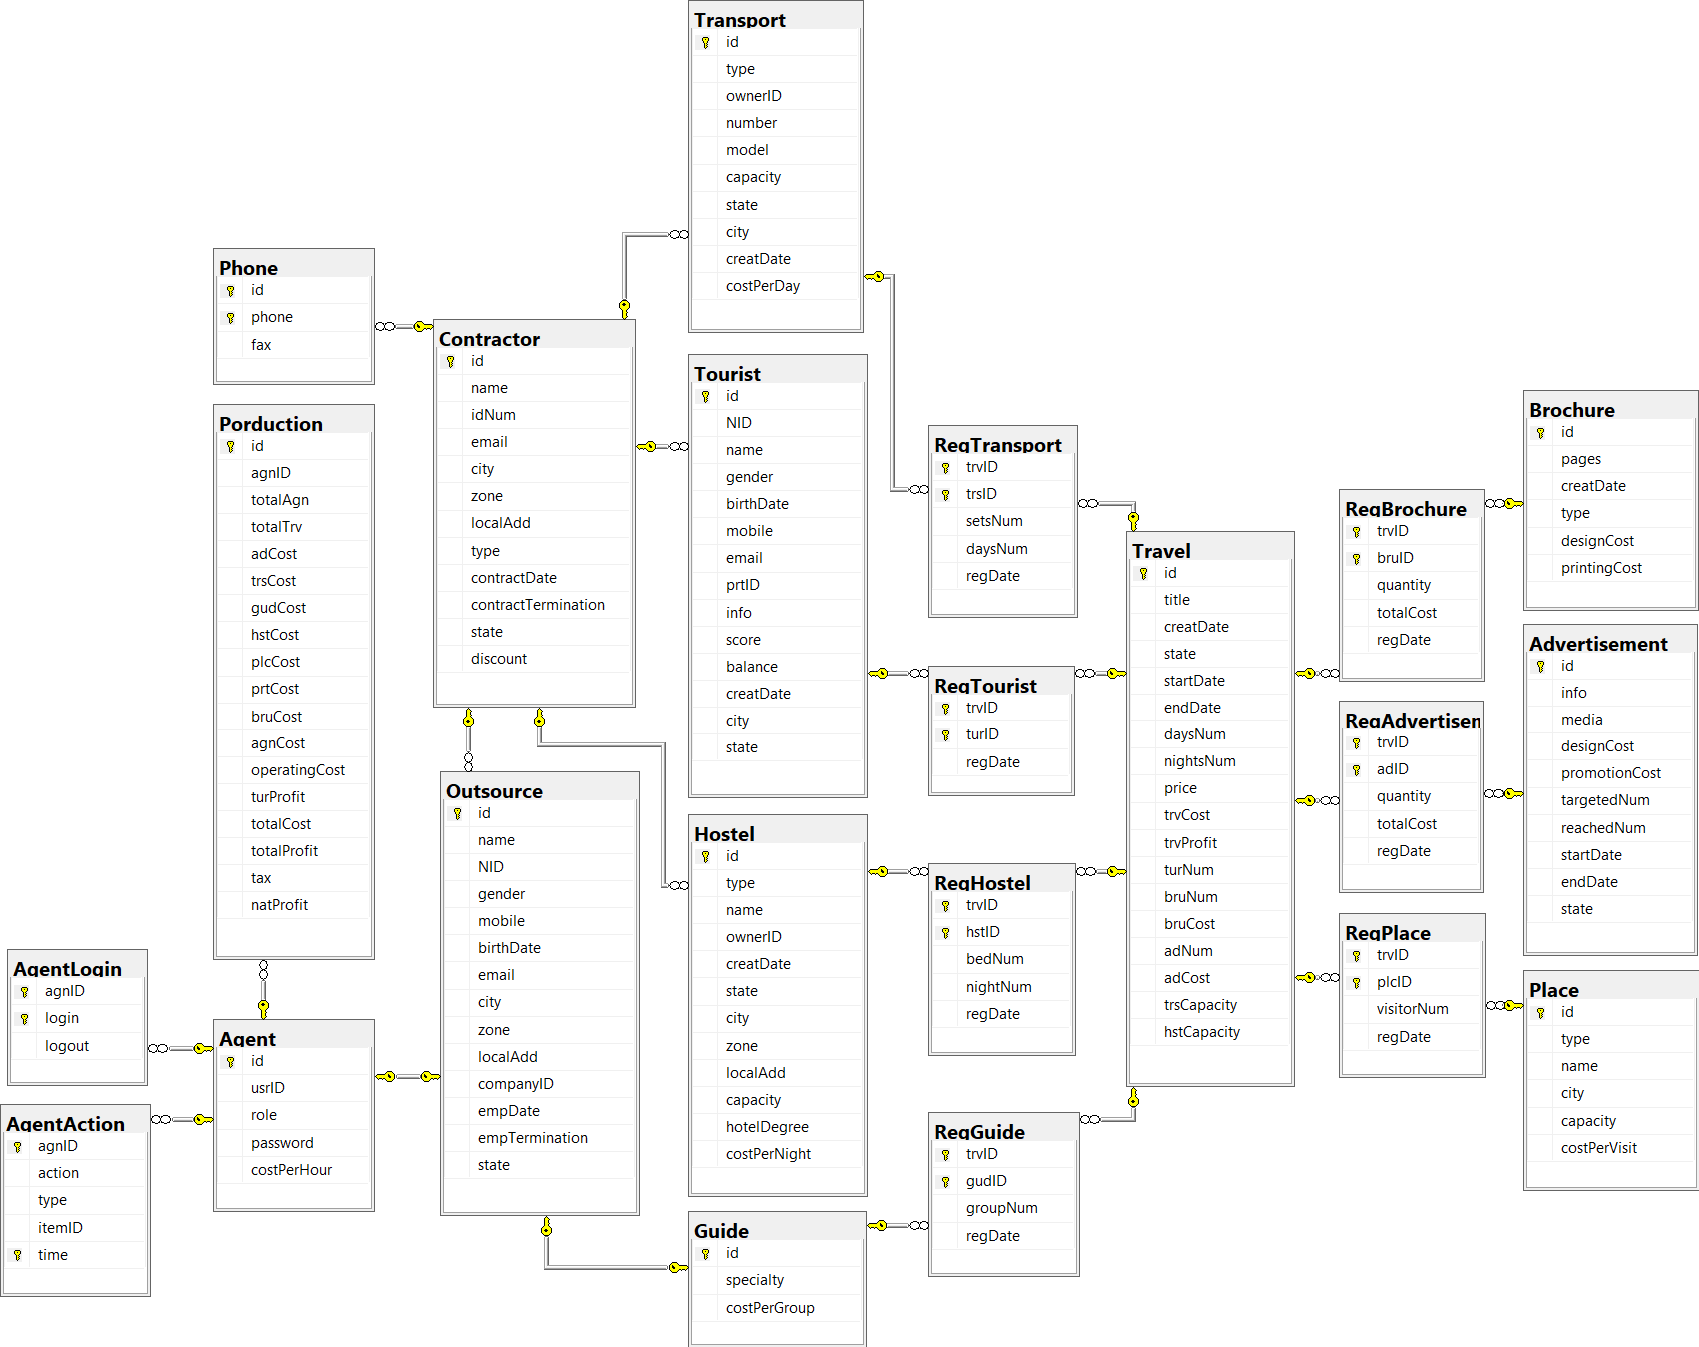 Transport
id
type
ownerID
number
model
capacity
state
city
creatDate
costPerDay
Phone
id
phone
fax
Contractor
id
name
idNum
email
city
zone
localAdd
type
contractDate
contractTermination
state
discount
Tourist
id
NID
name
gender
birthDate
mobile
email
prtID
info
score
balance
creatDate
city
state
Porduction
id
agnID
totalAgn
totalTrv
adCost
trsCost
gudCost
hstCost
plcCost
prtCost
bruCost
agnCost
operatingCost
turProfit
totalCost
totalProfit
tax
natProfit
RegTransport
trvID
trsID
setsNum
daysNum
regDate
Travel
id
title
creatDate
state
startDate
endDate
daysNum
nightsNum
price
trvCost
trvProfit
turNum
bruNum
bruCost
adNum
adCost
trsCapacity
hstCapacity
RegBrochure
trvID
bruID
quantity
totalCost
regDate
Brochure
id
pages
creatDate
type
designCost
printingCost
Advertisement
id
info
media
designCost
promotionCost
targetedNum
reachedNum
startDate
endDate
state
RegTourist
trvID
turID
regDate
RegAdvertisen
trvID
adID
quantity
totalCost
regDate
Outsource
id
name
NID
gender
mobile
birthDate
email
city
zone
localAdd
companyID
empDate
empTermination
state
Hostel
id
type
name
ownerID
creatDate
state
city
zone
localAdd
capacity
hotelDegree
costPerNight
RegHostel
trvID
hstID
bedNum
nightNum
regDate
RegPlace
trvID
plcID
visitorNum
regDate
Place
id
type
name
city
capacity
costPerVisit
AgentLogin
agnID
login
logout
Agent
id
usrID
role
password
costPerHour
AgentAction
agnID
action
type
itemID
time
RegGuide
trvID
gudID
groupNum
regDate
Guide
id
specialty
costPerGroup